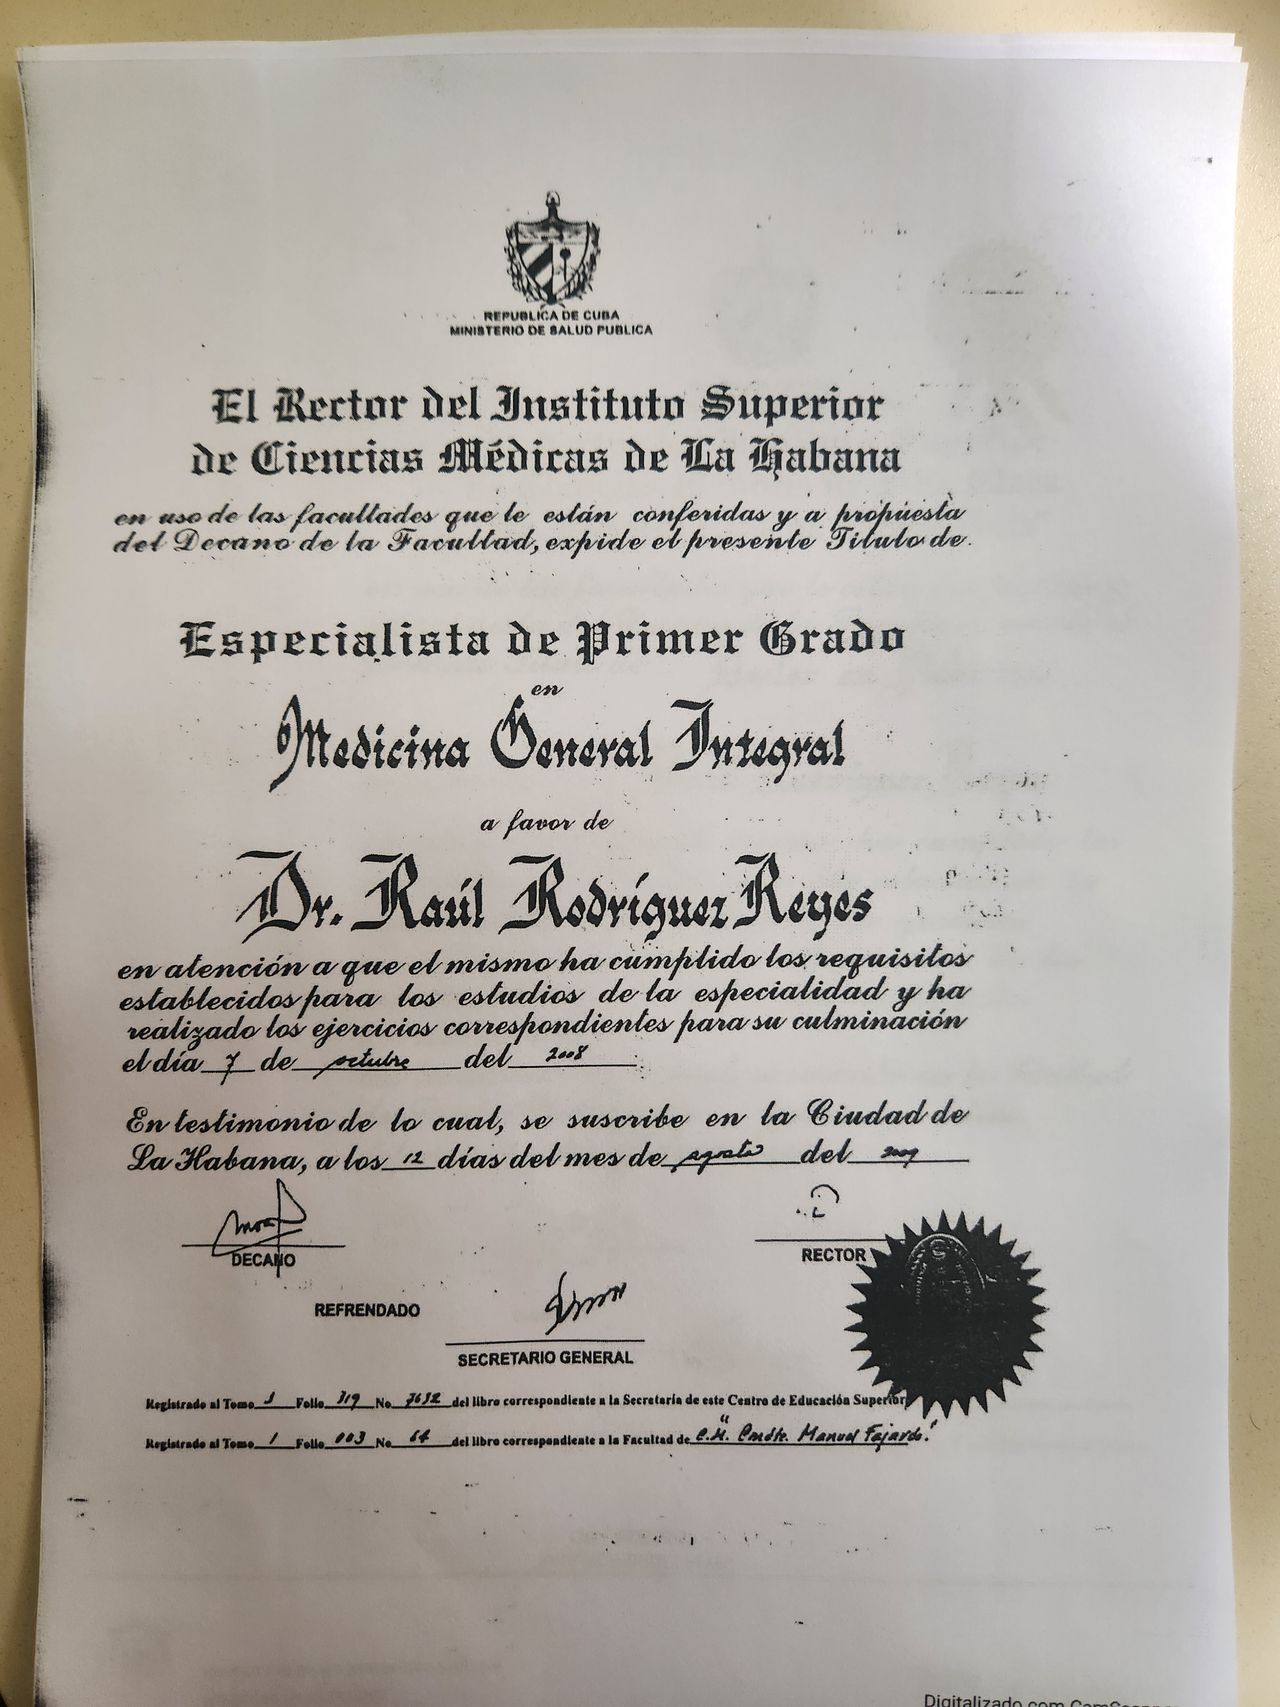 REPUBLICA DE CUBA
MINISTERIO DE SALUD PUBLICA
El Rector del Instituto Superior
de Ciencias Médicas de La Habana
en uso de las facultades que le están conferidas y a propuesta
del Decano de la Facultad, expide el presente Título de
Especialista de Primer Grado
en
Medicina General Integral
a favor de
Dr. Raúl Rodríguez Reyes
en atención a que el mismo ha cumplido los requisitos
establecidos para los estudios de la especialidad y ha
realizado los ejercicios correspondientes para su culminación
el día 7 de octubre del 2008
En testimonio de lo cual, se suscribe en la Ciudad de
La Habana, a los 12 días del mes de agosto del 2009
DECANO
RECTOR
REFRENDADO
SECRETARIO GENERAL
Registrado al Tomo 3 Folio 319 No. 7632 del libro correspondiente a la Secretaría de este Centro de Educación Superior
Registrado al Tomo 1 Folio 003 No. 64 del libro correspondiente a la Facultad de C.M. "Cmdte. Manuel Fajardo"
Digitalizado com